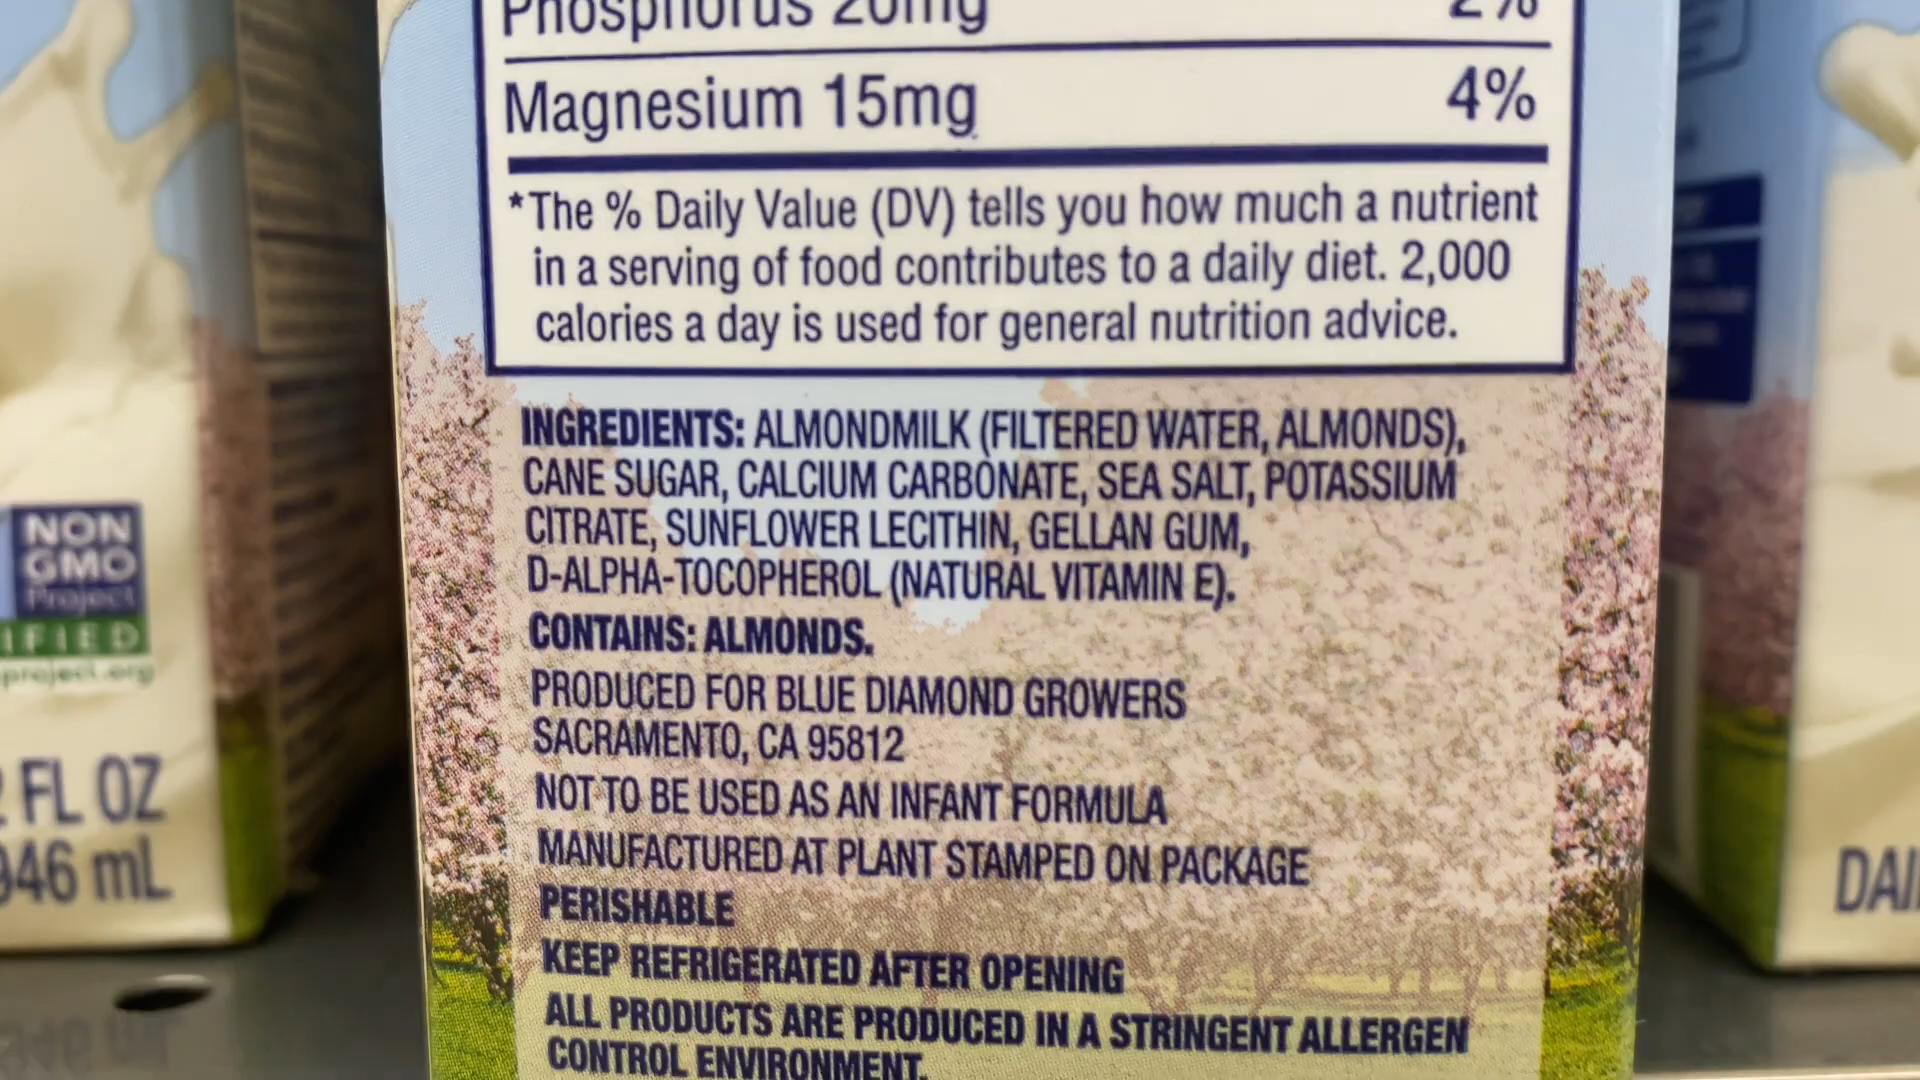 Phosphorus 20mg 2%
Magnesium 15mg 4%
*The % Daily Value (DV) tells you how much a nutrient
in a serving of food contributes to a daily diet. 2,000
calories a day is used for general nutrition advice.
INGREDIENTS: ALMONDMILK (FILTERED WATER, ALMONDS),
CANE SUGAR, CALCIUM CARBONATE, SEA SALT, POTASSIUM
CITRATE, SUNFLOWER LECITHIN, GELLAN GUM,
D-ALPHA-TOCOPHEROL (NATURAL VITAMIN E).
CONTAINS: ALMONDS.
PRODUCED FOR BLUE DIAMOND GROWERS
SACRAMENTO, CA 95812
NOT TO BE USED AS AN INFANT FORMULA
MANUFACTURED AT PLANT STAMPED ON PACKAGE
PERISHABLE
KEEP REFRIGERATED AFTER OPENING
ALL PRODUCTS ARE PRODUCED IN A STRINGENT ALLERGEN
CONTROL ENVIRONMENT.
NON
GMO
Project
IFIED
project.org
FL OZ
946 mL
DAI